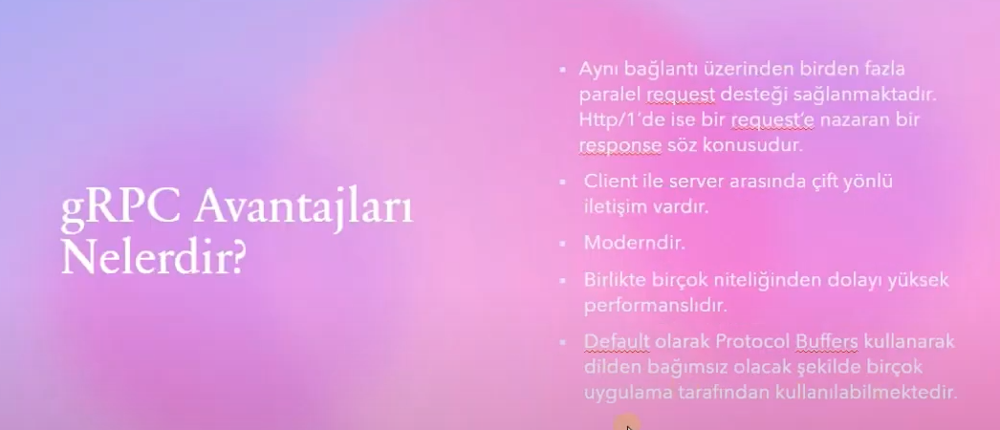 gRPC Avantajları
Nelerdir?
▪ Aynı bağlantı üzerinden birden fazla
paralel request desteği sağlanmaktadır.
Http/1'de ise bir request'e nazaran bir
response söz konusudur.
▪ Client ile server arasında çift yönlü
iletişim vardır.
▪ Moderndir.
▪ Birlikte birçok niteliğinden dolayı yüksek
performanslıdır.
▪ Default olarak Protocol Buffers kullanarak
dilden bağımsız olacak şekilde birçok
uygulama tarafından kullanılabilmektedir.